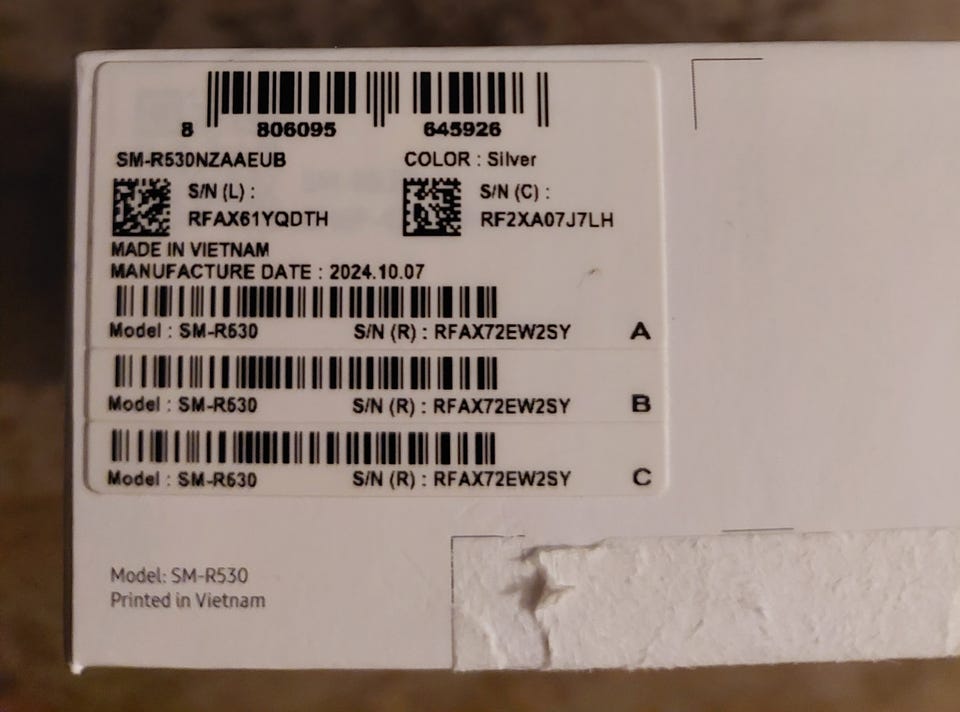 8 806095 645926
SM-R530NZAAEUB COLOR : Silver
S/N (L) : S/N (C) :
RFAX61YQDTH RF2XA07J7LH
MADE IN VIETNAM
MANUFACTURE DATE : 2024.10.07
Model : SM-R530 S/N (R) : RFAX72EW2SY A
Model : SM-R530 S/N (R) : RFAX72EW2SY B
Model : SM-R530 S/N (R) : RFAX72EW2SY C
Model: SM-R530
Printed in Vietnam